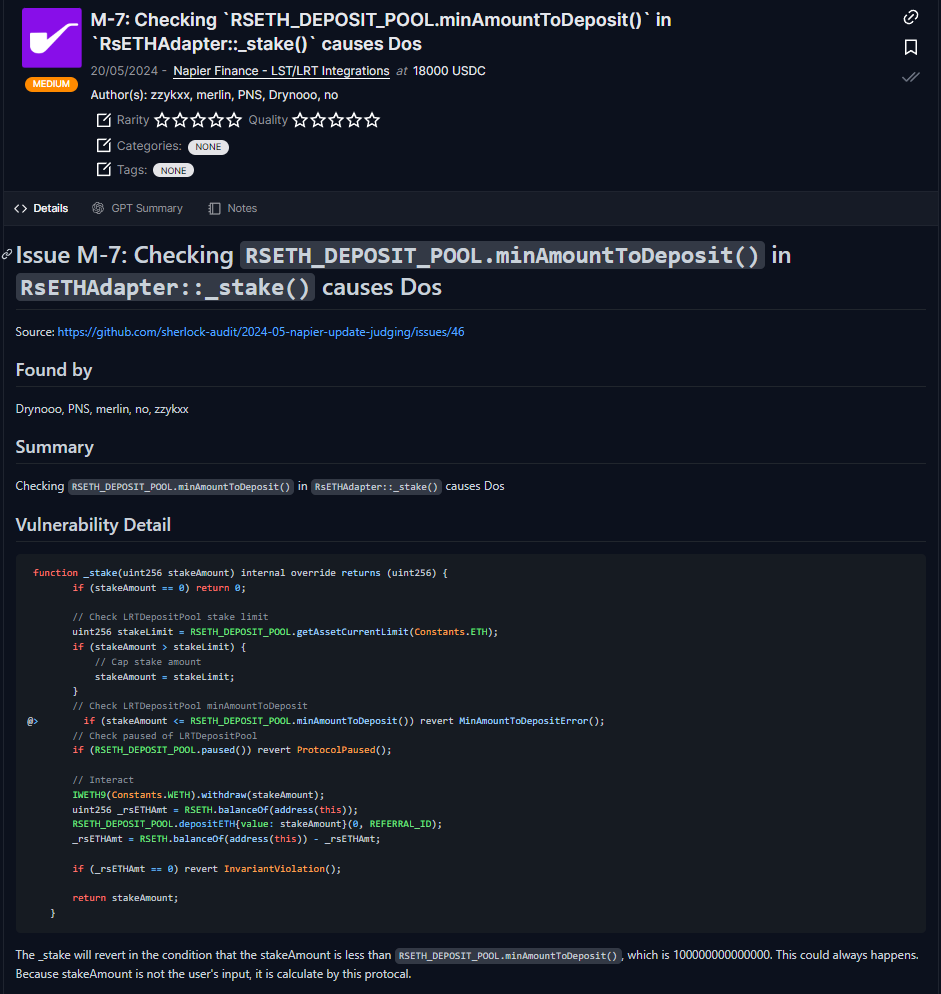 M-7: Checking `RSETH_DEPOSIT_POOL.minAmountToDeposit()` in
`RsETHAdapter::_stake()` causes Dos
20/05/2024 - Napier Finance - LST/LRT Integrations at 18000 USDC
MEDIUM
Author(s): zzykxx, merlin, PNS, Drynooo, no
Rarity Quality
Categories: NONE
Tags: NONE
Details GPT Summary Notes
Issue M-7: Checking RSETH_DEPOSIT_POOL.minAmountToDeposit() in
RsETHAdapter::_stake() causes Dos
Source: https://github.com/sherlock-audit/2024-05-napier-update-judging/issues/46
Found by
Drynooo, PNS, merlin, no, zzykxx
Summary
Checking RSETH_DEPOSIT_POOL.minAmountToDeposit() in RsETHAdapter::_stake() causes Dos
Vulnerability Detail
function _stake(uint256 stakeAmount) internal override returns (uint256) {
if (stakeAmount == 0) return 0;
// Check LRTDepositPool stake limit
uint256 stakeLimit = RSETH_DEPOSIT_POOL.getAssetCurrentLimit(Constants.ETH);
if (stakeAmount > stakeLimit) {
// Cap stake amount
stakeAmount = stakeLimit;
}
// Check LRTDepositPool minAmountToDeposit
@> if (stakeAmount <= RSETH_DEPOSIT_POOL.minAmountToDeposit()) revert MinAmountToDepositError();
// Check paused of LRTDepositPool
if (RSETH_DEPOSIT_POOL.paused()) revert ProtocolPaused();
// Interact
IWETH9(Constants.WETH).withdraw(stakeAmount);
uint256 _rsETHAmt = RSETH.balanceOf(address(this));
RSETH_DEPOSIT_POOL.depositETH{value: stakeAmount}(0, REFERRAL_ID);
_rsETHAmt = RSETH.balanceOf(address(this)) - _rsETHAmt;
if (_rsETHAmt == 0) revert InvariantViolation();
return stakeAmount;
}
The _stake will revert in the condition that the stakeAmount is less than RSETH_DEPOSIT_POOL.minAmountToDeposit(), which is 100000000000000. This could always happens.
Because stakeAmount is not the user's input, it is calculate by this protocal.